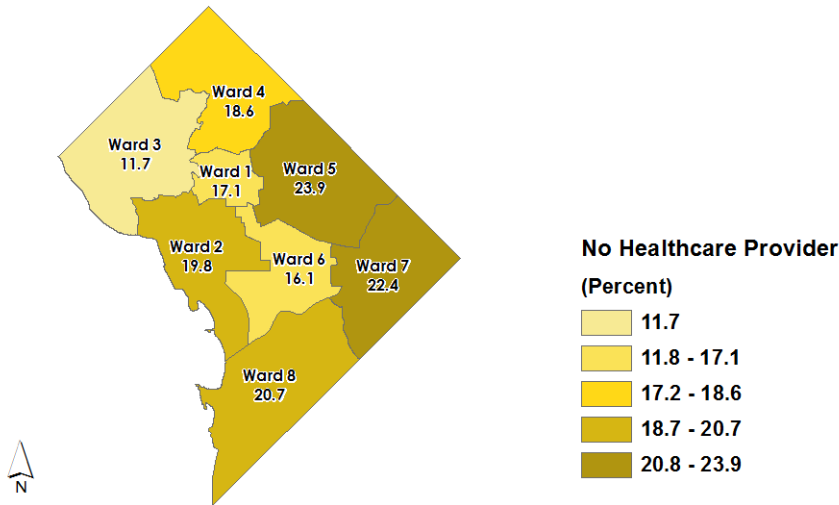 Ward 4
18.6
Ward 3
11.7
Ward 1
17.1
Ward 5
23.9
Ward 2
19.8
Ward 6
16.1
Ward 7
22.4
Ward 8
20.7
No Healthcare Provider
(Percent)
11.7
11.8 - 17.1
17.2 - 18.6
18.7 - 20.7
20.8 - 23.9
N